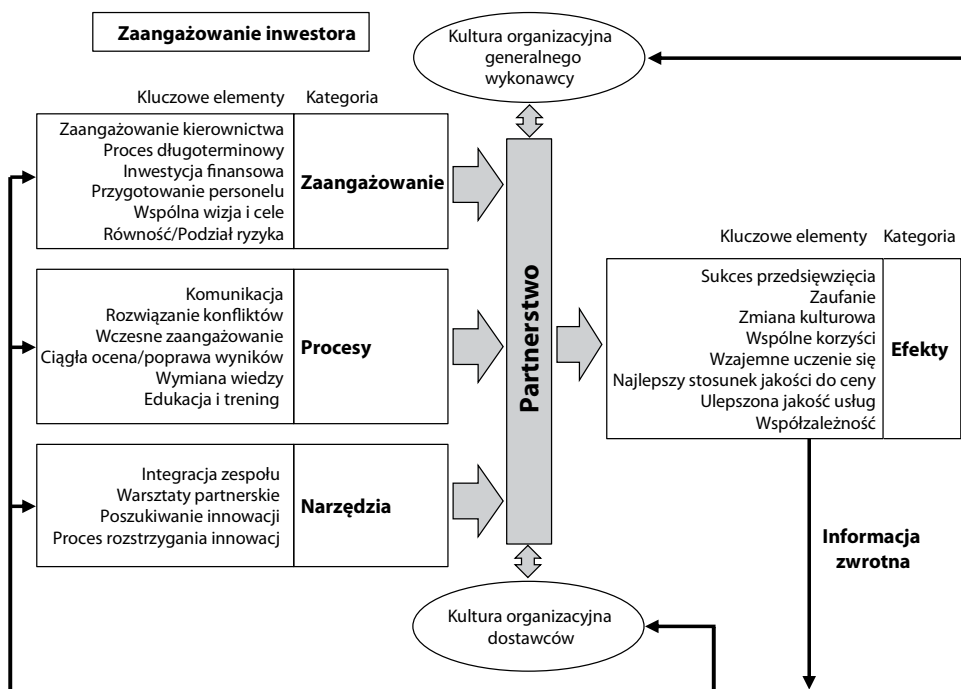 Zaangażowanie inwestora
Kultura organizacyjna
generalnego
wykonawcy
Kluczowe elementy Kategoria
Zaangażowanie kierownictwa
Proces długoterminowy
Inwestycja finansowa
Przygotowanie personelu
Wspólna wizja i cele
Równość/Podział ryzyka
Zaangażowanie
Komunikacja
Rozwiązanie konfliktów
Wczesne zaangażowanie
Ciągła ocena/poprawa wyników
Wymiana wiedzy
Edukacja i trening
Procesy
Integracja zespołu
Warsztaty partnerskie
Poszukiwanie innowacji
Proces rozstrzygania innowacj
Narzędzia
Partnerstwo
Kluczowe elementy Kategoria
Sukces przedsięwzięcia
Zaufanie
Zmiana kulturowa
Wspólne korzyści
Wzajemne uczenie się
Najlepszy stosunek jakości do ceny
Ulepszona jakość usług
Współzależność
Efekty
Informacja
zwrotna
Kultura organizacyjna
dostawców